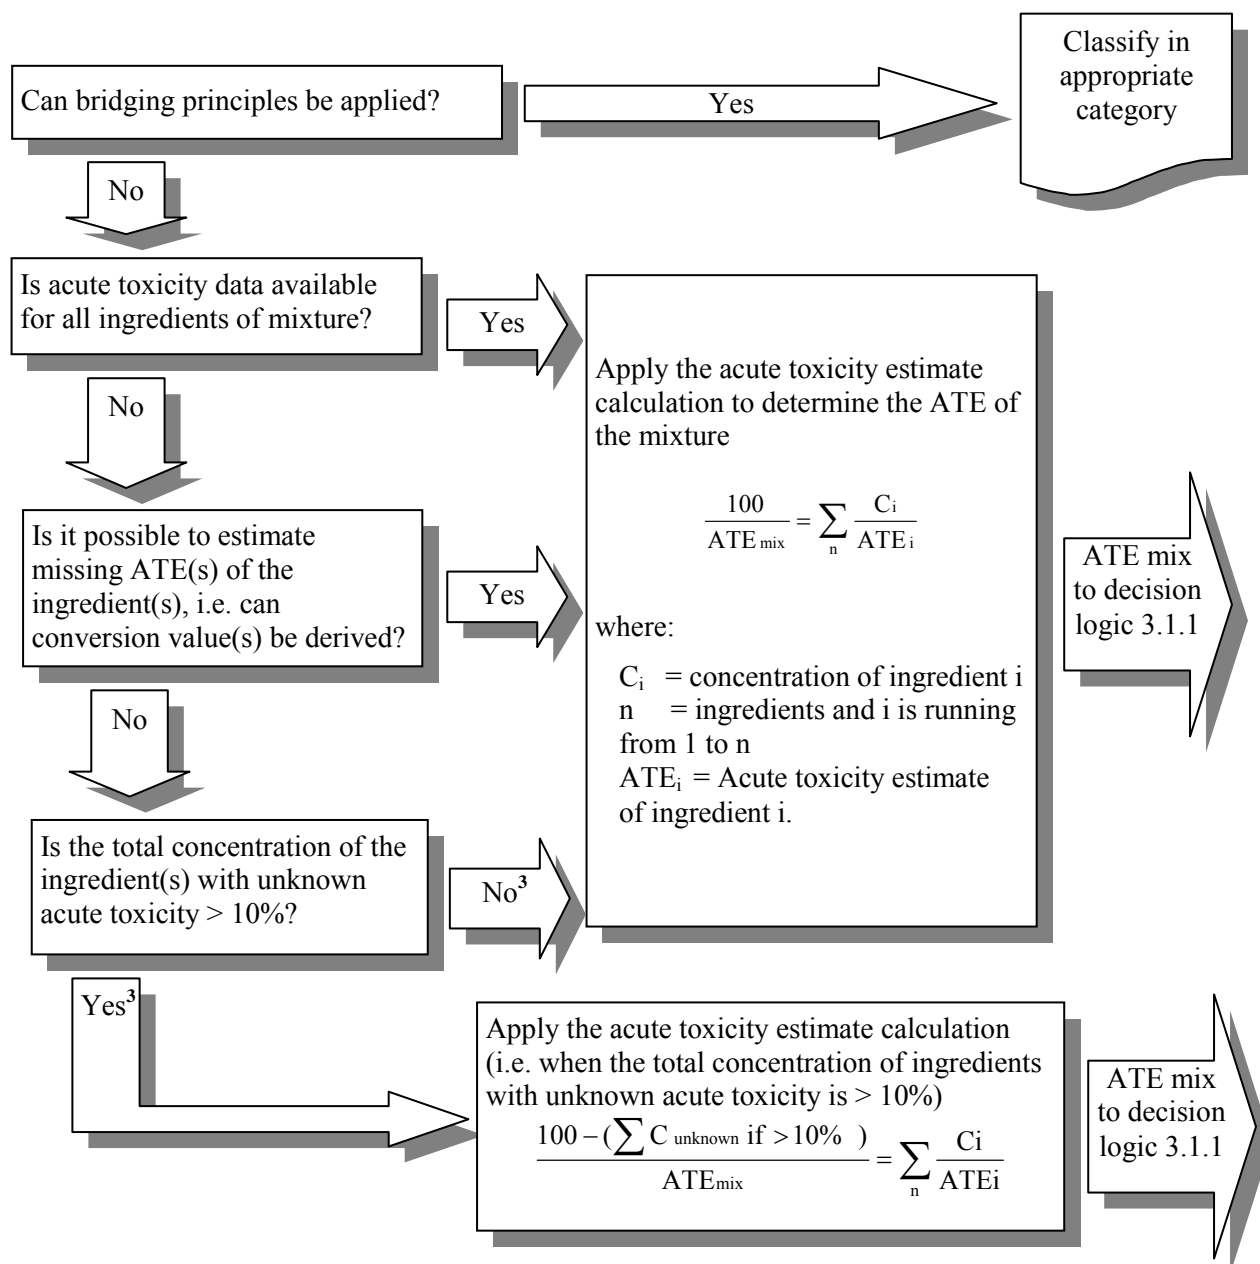 Can bridging principles be applied?
Yes
Classify in
appropriate
category
No
Is acute toxicity data available
for all ingredients of mixture?
Yes
No
Is it possible to estimate
missing ATE(s) of the
ingredient(s), i.e. can
conversion value(s) be derived?
Yes
No
Is the total concentration of the
ingredient(s) with unknown
acute toxicity > 10%?
No³
Apply the acute toxicity estimate
calculation to determine the ATE of
the mixture
100
ATE mix
=
∑
n
Ci
ATE i
where:
Ci = concentration of ingredient i
n = ingredients and i is running
from 1 to n
ATEi = Acute toxicity estimate
of ingredient i.
ATE mix
to decision
logic 3.1.1
Yes³
Apply the acute toxicity estimate calculation
(i.e. when the total concentration of ingredients
with unknown acute toxicity is > 10%)
100 – (∑ C unknown if > 10% )
ATEmix
=
∑
n
Ci
ATEi
ATE mix
to decision
logic 3.1.1